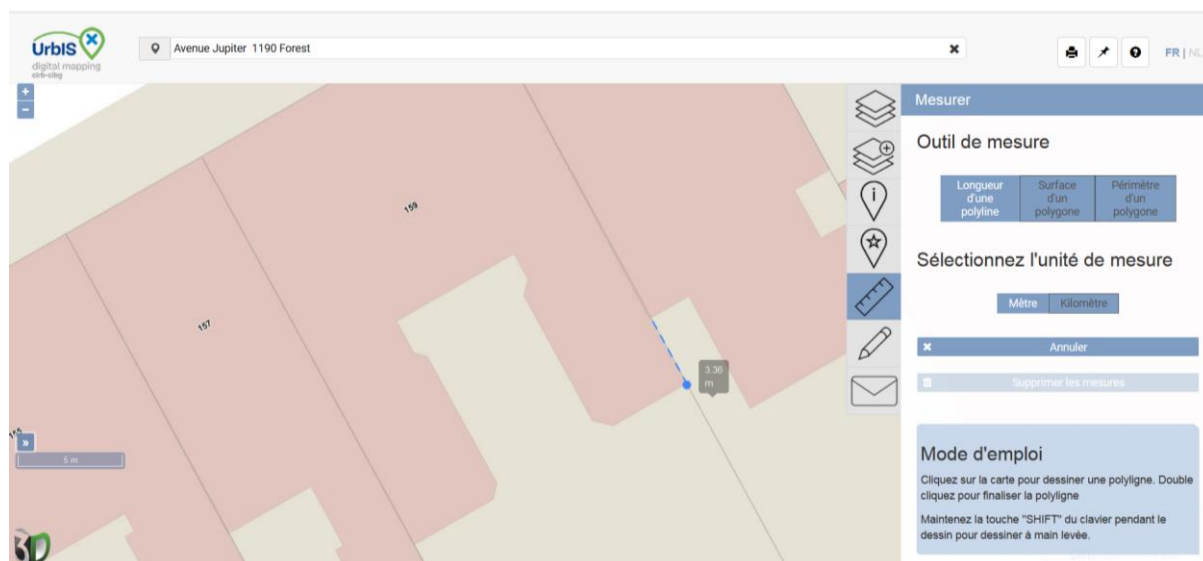 UrbIS
digital mapping
cirb-cibg
Avenue Jupiter 1190 Forest
FR | NL
+
-
Mesurer
Outil de mesure
Longueur
d'une
polyline
Surface
d'un
polygone
Périmètre
d'un
polygone
Sélectionnez l'unité de mesure
Mètre
Kilomètre
Annuler
Supprimer les mesures
Mode d'emploi
Cliquez sur la carte pour dessiner une polyligne. Double
cliquez pour finaliser la polyligne
Maintenez la touche "SHIFT" du clavier pendant le
dessin pour dessiner à main levée.
159
157
155
3.36
m
»
5 m
3D